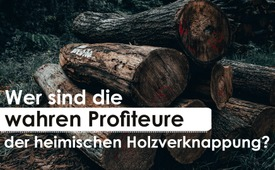 Wer sind die
wahren Profiteure
der heimischen Holzverknappung?